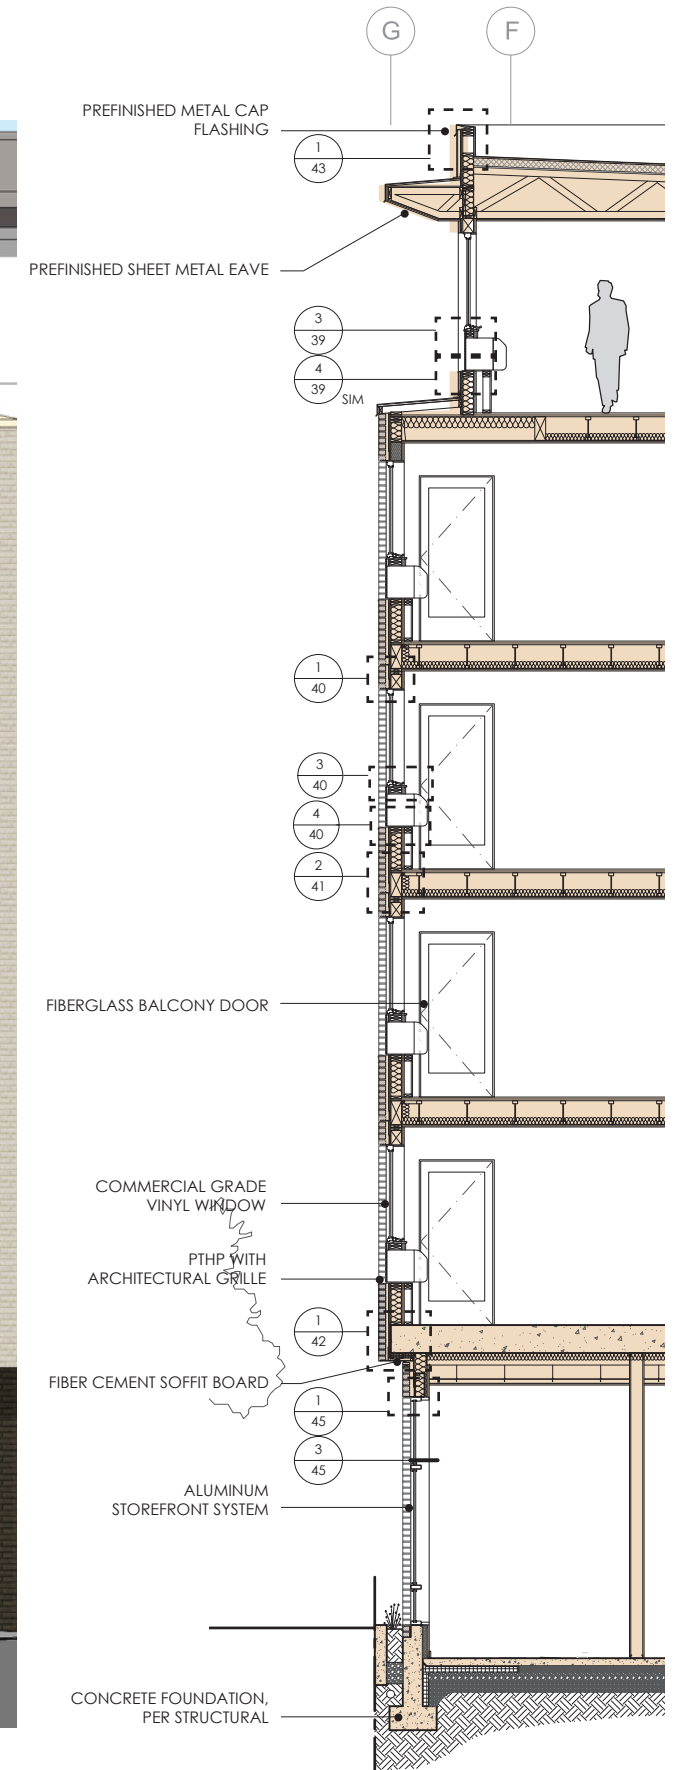 G
F
PREFINISHED METAL CAP
FLASHING
1
43
PREFINISHED SHEET METAL EAVE
3
39
4
39
SIM
1
40
3
40
4
40
2
41
FIBERGLASS BALCONY DOOR
COMMERCIAL GRADE
VINYL WINDOW
PTHP WITH
ARCHITECTURAL GRILLE
1
42
FIBER CEMENT SOFFIT BOARD
1
45
3
45
ALUMINUM
STOREFRONT SYSTEM
CONCRETE FOUNDATION,
PER STRUCTURAL